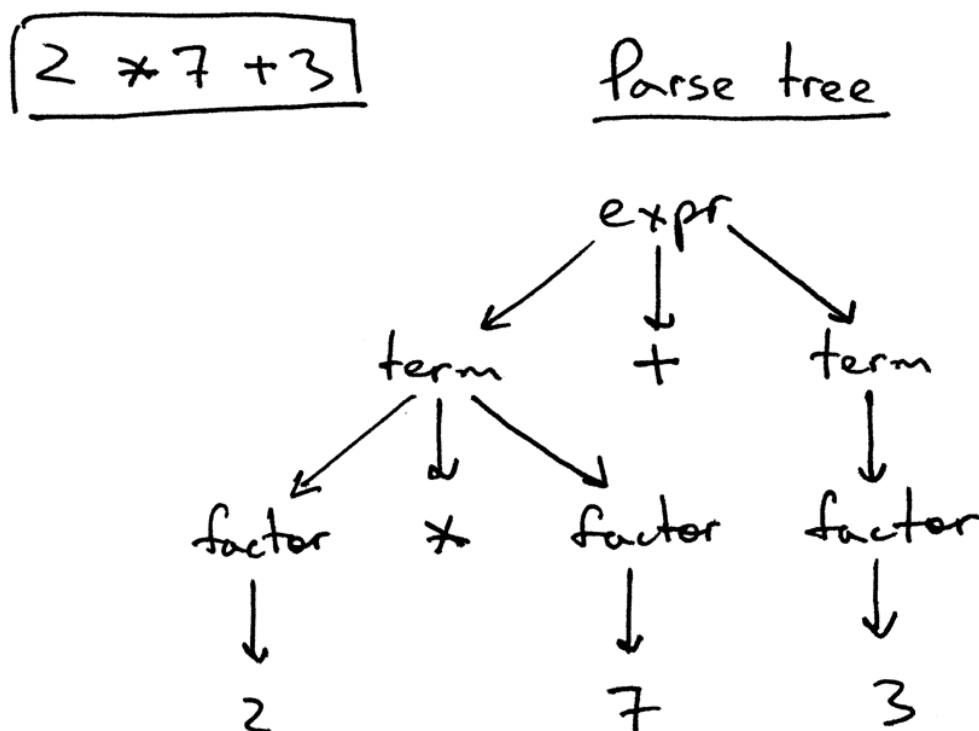 2 * 7 + 3
Parse tree
expr
term + term
factor * factor factor
2 7 3